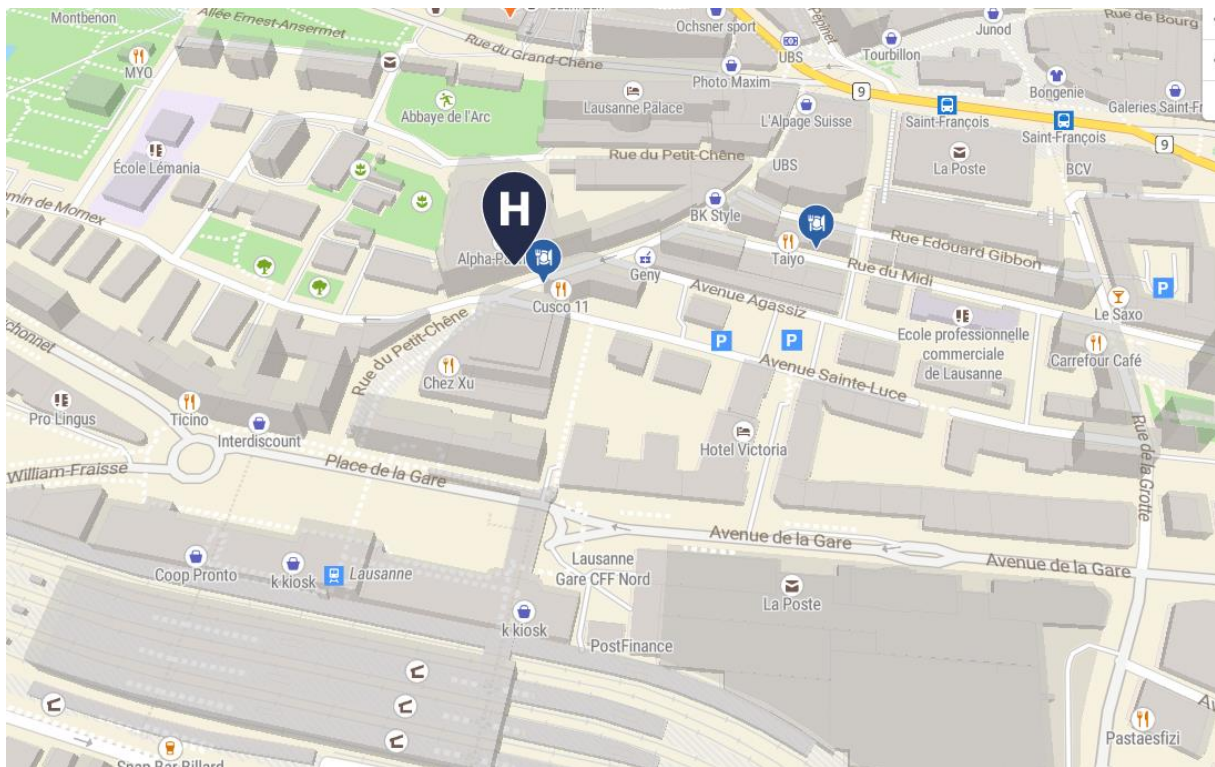 Montbenon
Allée Ernest-Ansermet
Ochsner sport
Pépinet
Junod
Rue de Bourg
MYO
Rue du Grand-Chêne
UBS
Tourbillon
Photo Maxim
Bongenie
Abbaye de l'Arc
Lausanne Palace
L'Alpage Suisse
9
Saint-François
Galeries Saint-F
Saint-François
9
École Lémania
Rue du Petit-Chêne
UBS
La Poste
BCV
emin de Mornex
H
BK Style
Alpha-Pa
Geny
Taiyo
Rue Edouard Gibbon
Rue du Midi
P
Cusco 11
Avenue Agassiz
Le Saxo
Ecole professionnelle
commerciale
de Lausanne
P
P
Carrefour Café
Rue du Petit-Chêne
Chez Xu
Avenue Sainte-Luce
Pro Lingus
Ticino
Interdiscount
Hotel Victoria
William-Fraisse
Place de la Gare
Rue de la Grotte
Avenue de la Gare
Avenue de la Gare
Lausanne
Gare CFF Nord
Coop Pronto
k kiosk
Lausanne
La Poste
k kiosk
PostFinance
Pastaesfizi
Snap Bar Billard